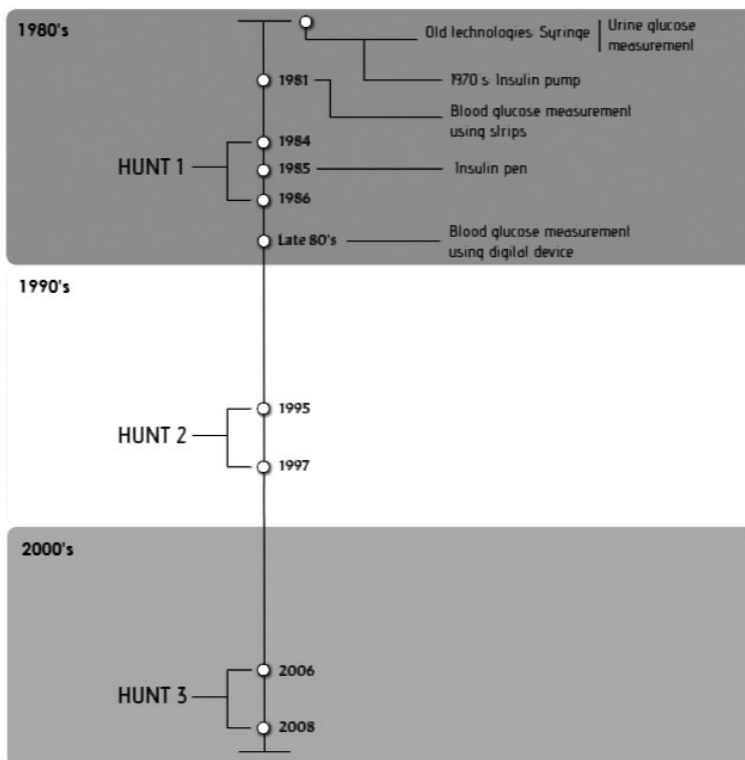 1980's
Old technologies: Syringe
Urine glucose
measurement
1970's: Insulin pump
1981
Blood glucose measurement
using strips
1984
HUNT 1
1985
Insulin pen
1986
Late 80's
Blood glucose measurement
using digital device
1990's
1995
HUNT 2
1997
2000's
2006
HUNT 3
2008